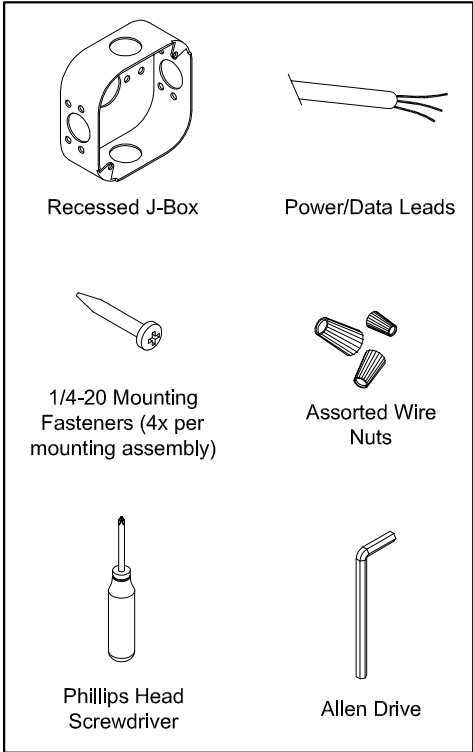 Recessed J-Box
Power/Data Leads
1/4-20 Mounting
Fasteners (4x per
mounting assembly)
Assorted Wire
Nuts
Phillips Head
Screwdriver
Allen Drive